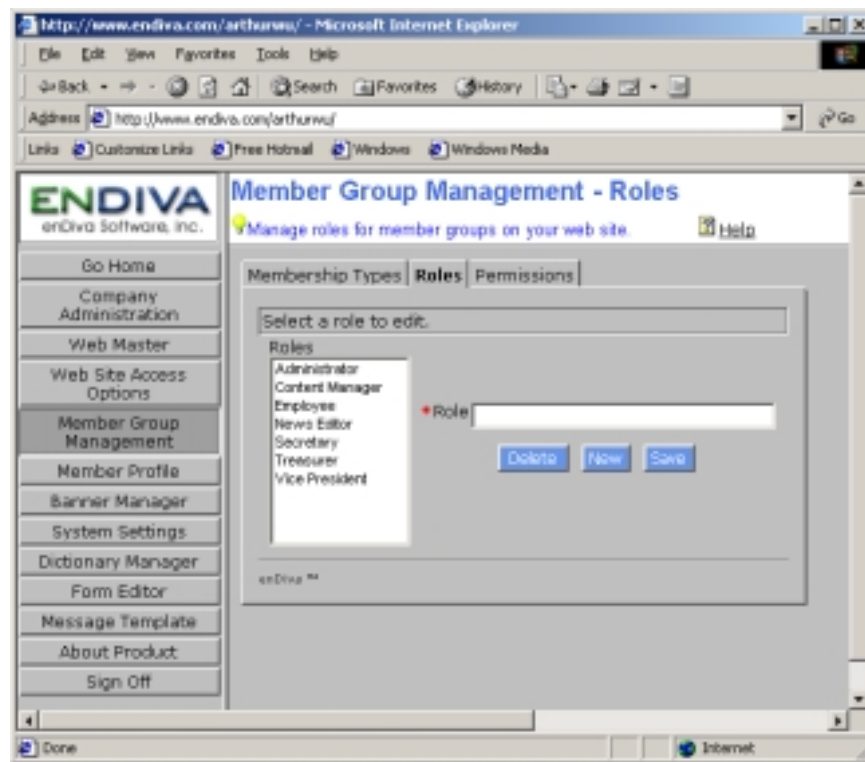 http://www.endiva.com/arthurwu/ - Microsoft Internet Explorer
File Edit View Favorites Tools Help
Back Search Favorites History
Address http://www.endiva.com/arthurwu/ Go
Links Customize Links Free Hotmail Windows Windows Media
ENDIVA
enDiva Software, Inc.
Member Group Management - Roles
Manage roles for member groups on your web site. Help
Go Home
Company
Administration
Web Master
Web Site Access
Options
Member Group
Management
Member Profile
Banner Manager
System Settings
Dictionary Manager
Form Editor
Message Template
About Product
Sign Off
Membership Types Roles Permissions
Select a role to edit.
Roles
Administrator
Content Manager
Employee
News Editor
Secretary
Treasurer
Vice President
*Role
Delete New Save
enDiva ™
Done Internet